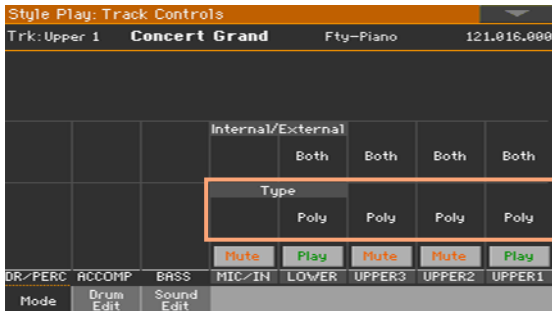 Style Play: Track Controls
Trk:Upper 1 Concert Grand Fty-Piano 121.016.000
Internal/External
Both Both Both Both
Type
Poly Poly Poly Poly
Mute Play Mute Mute Play
DR/PERC ACCOMP BASS MIC/IN LOWER UPPER3 UPPER2 UPPER1
Mode Drum Edit Sound Edit